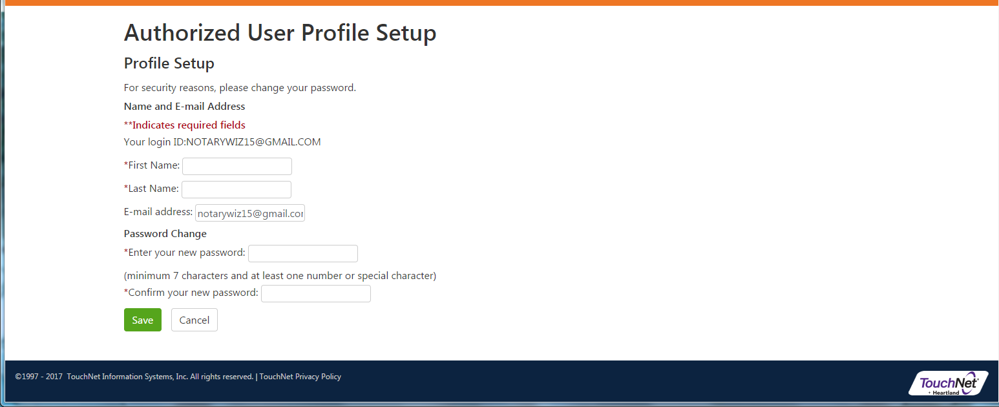 Authorized User Profile Setup
Profile Setup
For security reasons, please change your password.
Name and E-mail Address
**Indicates required fields
Your login ID:NOTARYWIZ15@GMAIL.COM
*First Name:
*Last Name:
E-mail address: notarywiz15@gmail.cor
Password Change
*Enter your new password:
(minimum 7 characters and at least one number or special character)
*Confirm your new password:
Save Cancel
©1997 - 2017 TouchNet Information Systems, Inc. All rights reserved. | TouchNet Privacy Policy
TouchNet®
+ Heartland